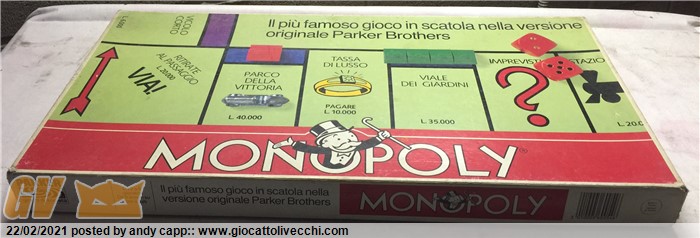 Il più famoso gioco in scatola nella versione
originale Parker Brothers
VICOLO
CORTO
RITIRATE
AL PASSAGGIO
L. 20.000
VIA!
PARCO
DELLA
VITTORIA
L. 40.000
TASSA
DI LUSSO
PAGARE
L. 10.000
VIALE
DEI GIARDINI
L. 35.000
IMPREVISTI
STAZIO
MONOPOLY
Il più famoso gioco in scatola nella
versione originale Parker Brothers
MONOPOLY
GV
22/02/2021 posted by andy capp:: www.giocattolivecchi.com